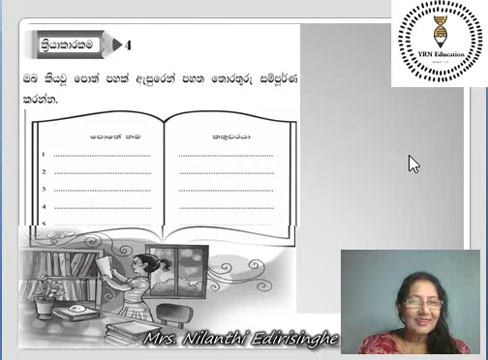 ක්‍රියාකාරකම 4
YRN Education
ඔබ කියවූ පොත් පහක් ඇසුරෙන් පහත තොරතුරු සම්පූර්ණ
කරන්න.
පොතේ නම කතුවරයා
1
2
3
4
5
Mrs. Nilanthi Edirisinghe